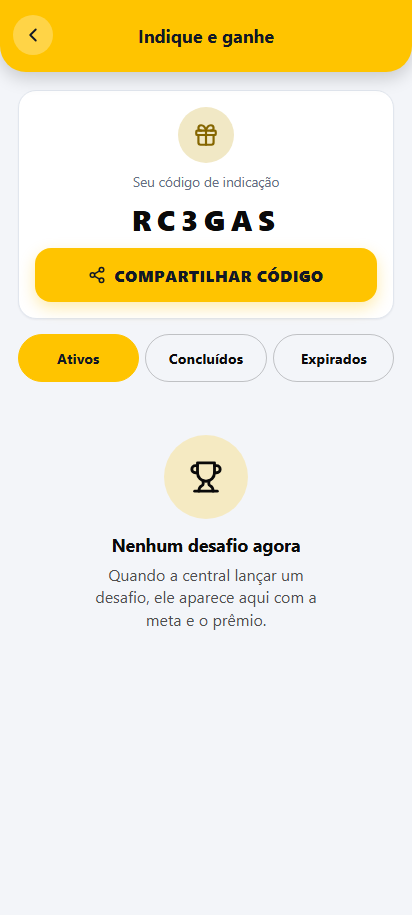 Indique e ganhe
Seu código de indicação
RC3GAS
COMPARTILHAR CÓDIGO
Ativos
Concluídos
Expirados
Nenhum desafio agora
Quando a central lançar um
desafio, ele aparece aqui com a
meta e o prêmio.